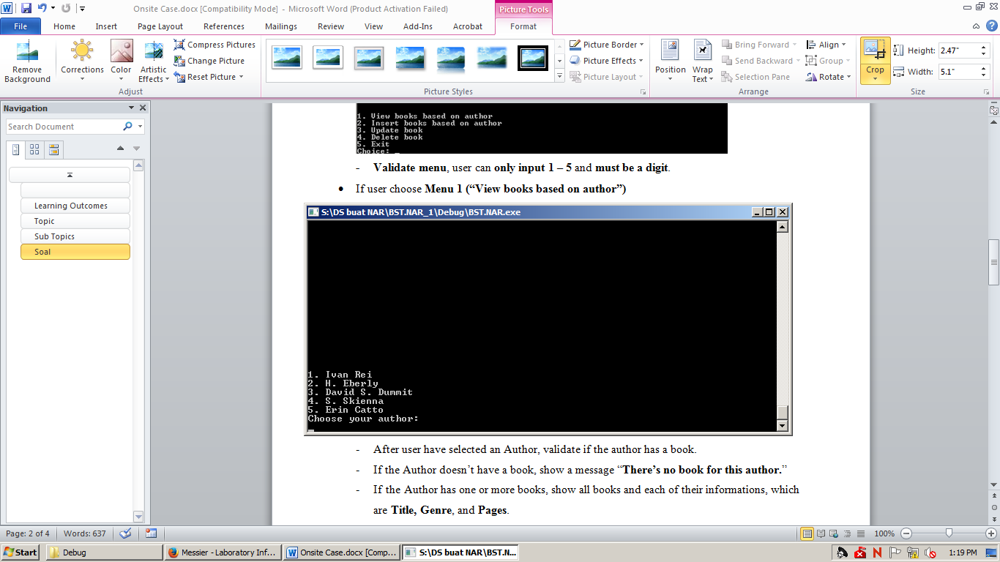 Onsite Case.docx [Compatibility Mode] - Microsoft Word (Product Activation Failed)
Picture Tools
File Home Insert Page Layout References Mailings Review View Add-Ins Acrobat Format
Remove Background
Corrections
Color
Artistic Effects
Compress Pictures
Change Picture
Reset Picture
Adjust
Picture Styles
Picture Border
Picture Effects
Picture Layout
Position
Wrap Text
Bring Forward
Send Backward
Selection Pane
Align
Group
Rotate
Arrange
Crop
Height: 2.47"
Width: 5.1"
Size
Navigation
Search Document
Learning Outcomes
Topic
Sub Topics
Soal
1. View books based on author
2. Insert books based on author
3. Update book
4. Delete book
5. Exit
Choice: _
- Validate menu, user can only input 1 – 5 and must be a digit.
• If user choose Menu 1 (“View books based on author”)
S:\DS buat NAR\BST.NAR_1\Debug\BST.NAR.exe
1. Ivan Rei
2. H. Eberly
3. David S. Dummit
4. S. Skienna
5. Erin Catto
Choose your author:
_
- After user have selected an Author, validate if the author has a book.
- If the Author doesn’t have a book, show a message “There’s no book for this author.”
- If the Author has one or more books, show all books and each of their informations, which
are Title, Genre, and Pages.
Page: 2 of 4 Words: 637 100%
Start Debug Messier - Laboratory Inf... Onsite Case.docx [Comp... S:\DS buat NAR\BST.N... 1:19 PM